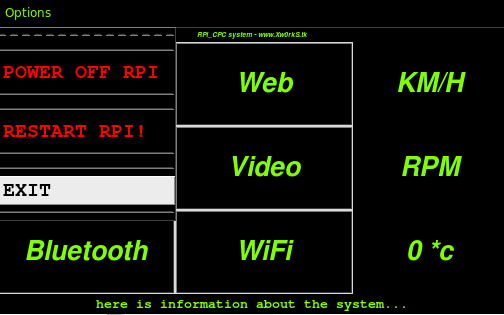 Options
RPI_CPC system - www.Xw0rkS.tk
POWER OFF RPI
Web
KM/H
RESTART RPI!
Video
RPM
EXIT
Bluetooth
WiFi
0 *c
here is information about the system...